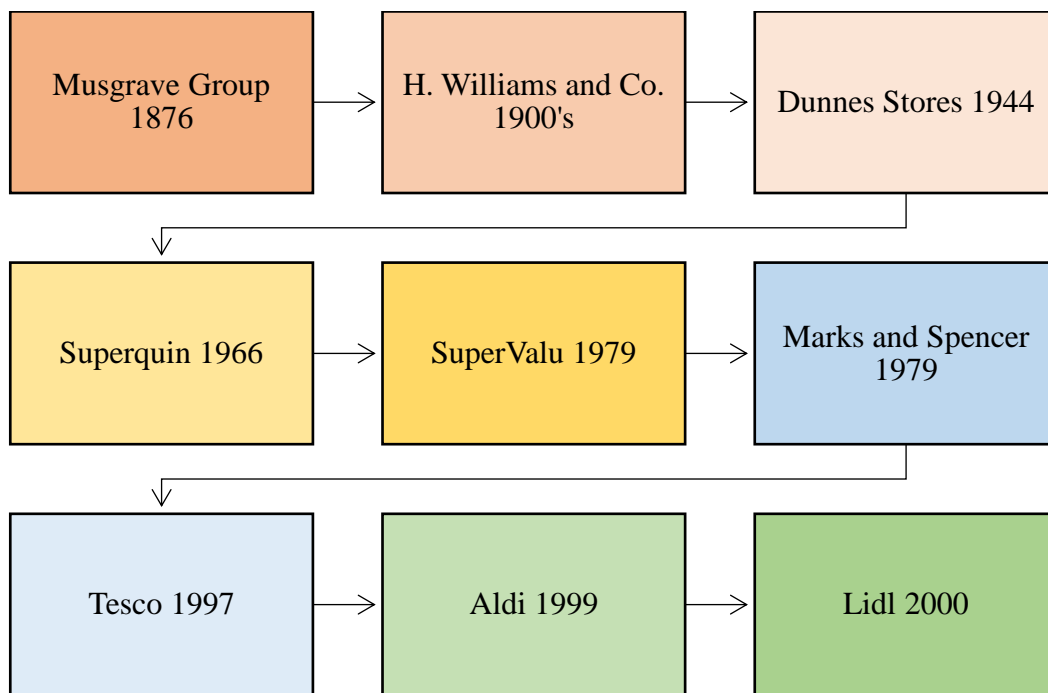 Musgrave Group
1876
H. Williams and Co.
1900's
Dunnes Stores 1944
Superquin 1966
SuperValu 1979
Marks and Spencer
1979
Tesco 1997
Aldi 1999
Lidl 2000